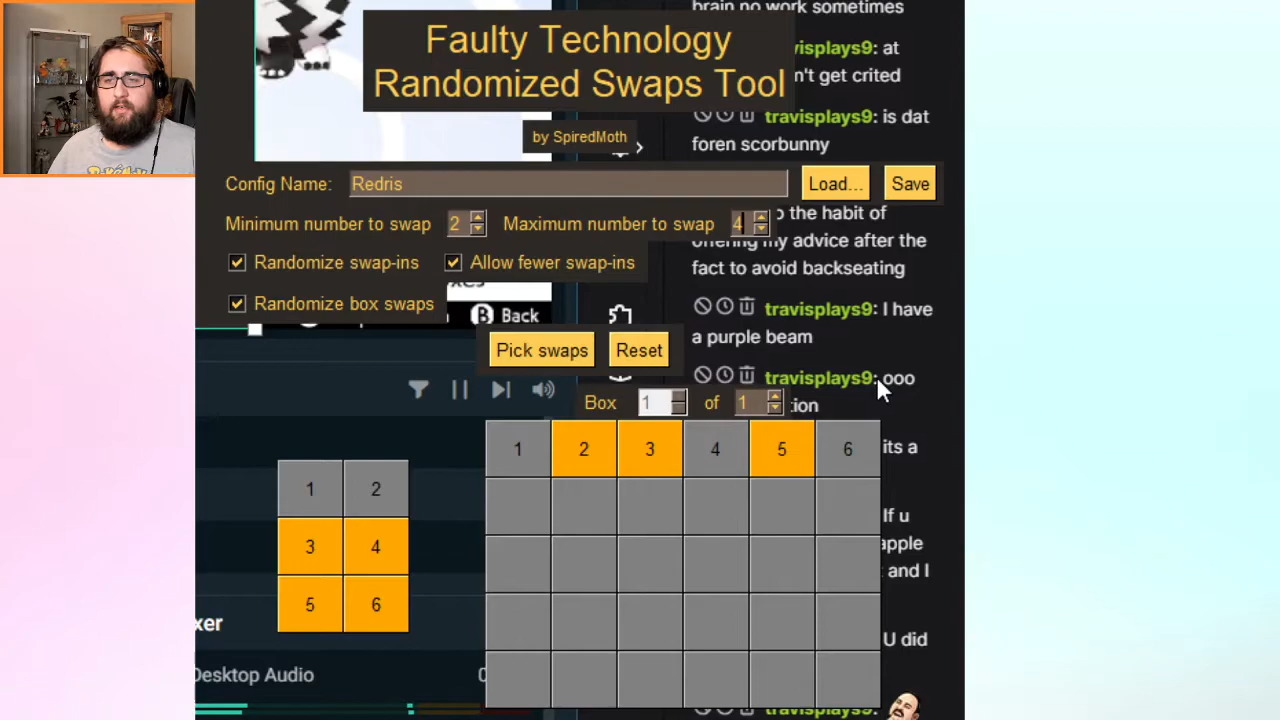 brain no work sometimes
Faulty Technology
Randomized Swaps Tool
by SpiredMoth
visplays9: at
n't get crited
travisplays9: is dat
foren scorbunny
Config Name: Redris Load... Save
Minimum number to swap 2 Maximum number to swap 4
o the habit of
offering my advice after the
fact to avoid backseating
Randomize swap-ins Allow fewer swap-ins
Randomize box swaps
B Back
travisplays9: I have
a purple beam
Pick swaps Reset
travisplays9: ooo
tion
Box 1 of 1
1 2 3 4 5 6
its a
1 2
3 4
5 6
If u
apple
and I
xer
U did
Desktop Audio
travisplays9: